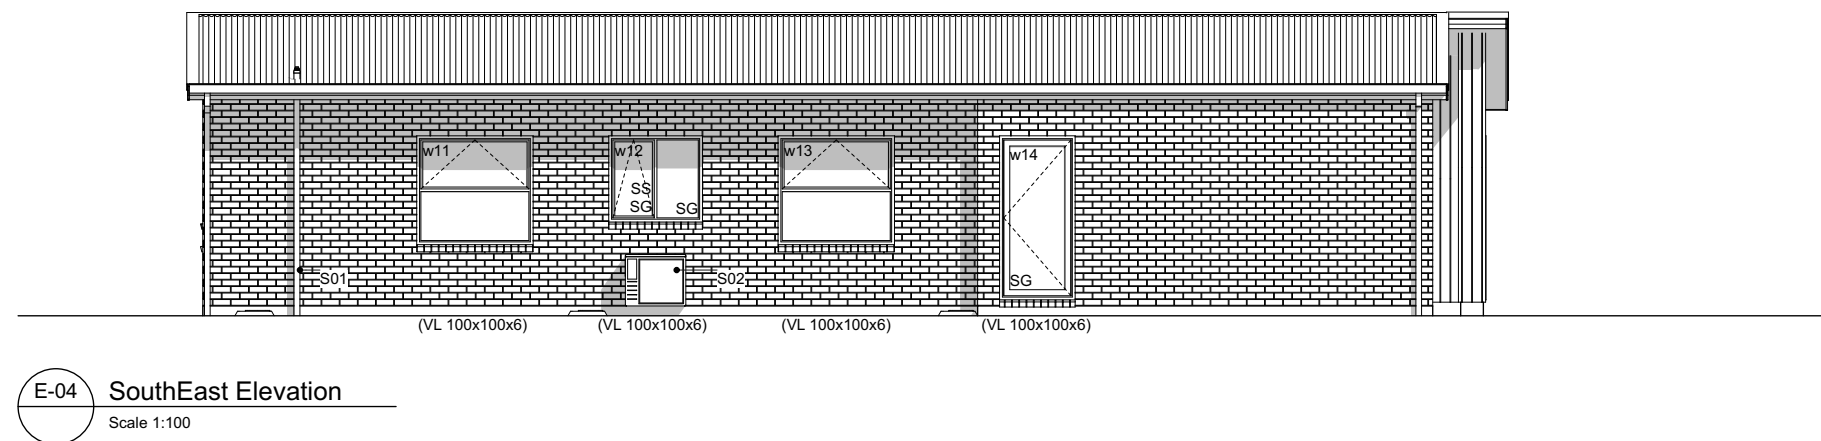 w11
w12
w13
w14
SS
SG
SG
SG
S01
S02
(VL 100x100x6)
(VL 100x100x6)
(VL 100x100x6)
(VL 100x100x6)
E-04
SouthEast Elevation
Scale 1:100